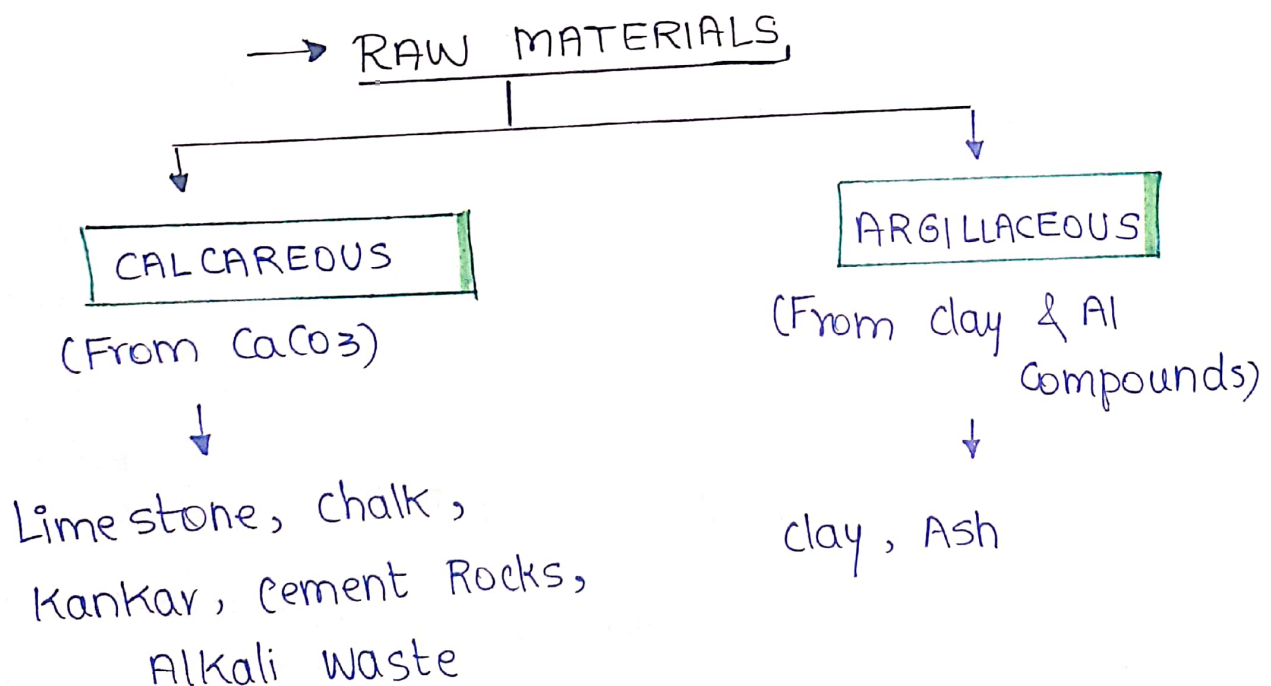 → RAW MATERIALS
CALCAREOUS
(From CaCO3)
Limestone, chalk,
Kankar, Cement Rocks,
Alkali waste
ARGILLACEOUS
(From clay & Al
Compounds)
clay, Ash